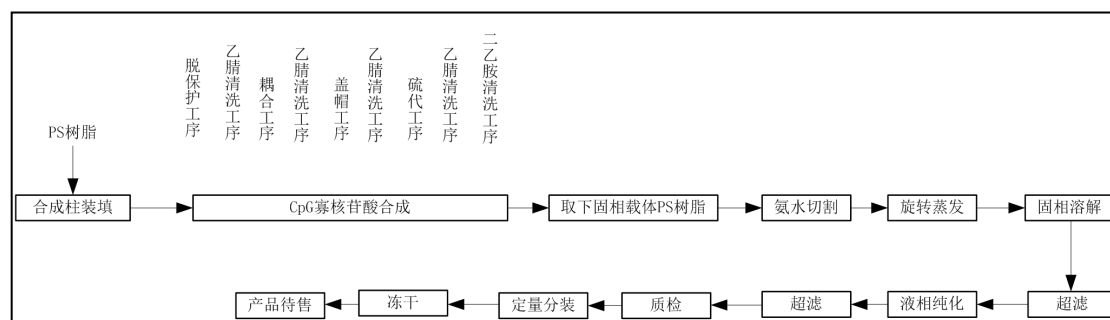 脱保护工序
乙腈清洗工序
耦合工序
乙腈清洗工序
盖帽工序
乙腈清洗工序
硫代工序
乙腈清洗工序
二乙胺清洗工序
PS树脂
合成柱装填
CpG寡核苷酸合成
取下固相载体PS树脂
氨水切割
旋转蒸发
固相溶解
超滤
液相纯化
超滤
质检
定量分装
冻干
产品待售